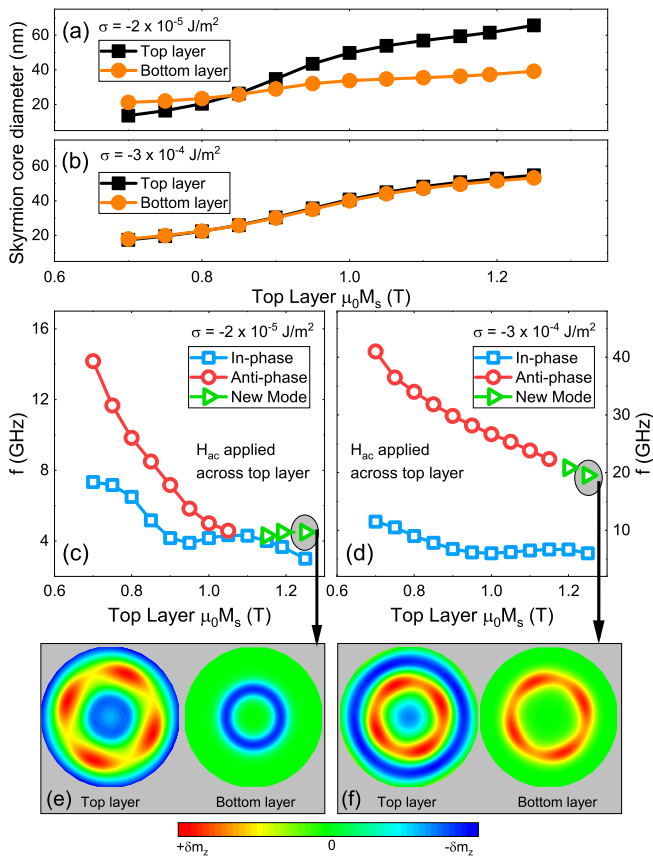 (a)
σ = -2 x 10⁻⁵ J/m²
Top layer
Bottom layer
60
40
20
Skyrmion core diameter (nm)
(b)
σ = -3 x 10⁻⁴ J/m²
Top layer
Bottom layer
60
40
20
0.6 0.8 1.0 1.2
Top Layer μ₀Mₛ (T)
σ = -2 x 10⁻⁵ J/m²
In-phase
Anti-phase
New Mode
Hac applied
across top layer
16
12
8
4
f (GHz)
(c)
0.6 0.8 1.0 1.2
Top Layer μ₀Mₛ (T)
σ = -3 x 10⁻⁴ J/m²
In-phase
Anti-phase
New Mode
Hac applied
across top layer
40
30
20
10
f (GHz)
(d)
0.6 0.8 1.0 1.2
Top Layer μ₀Mₛ (T)
(e)
Top layer
Bottom layer
(f)
Top layer
Bottom layer
+δmz
0
-δmz